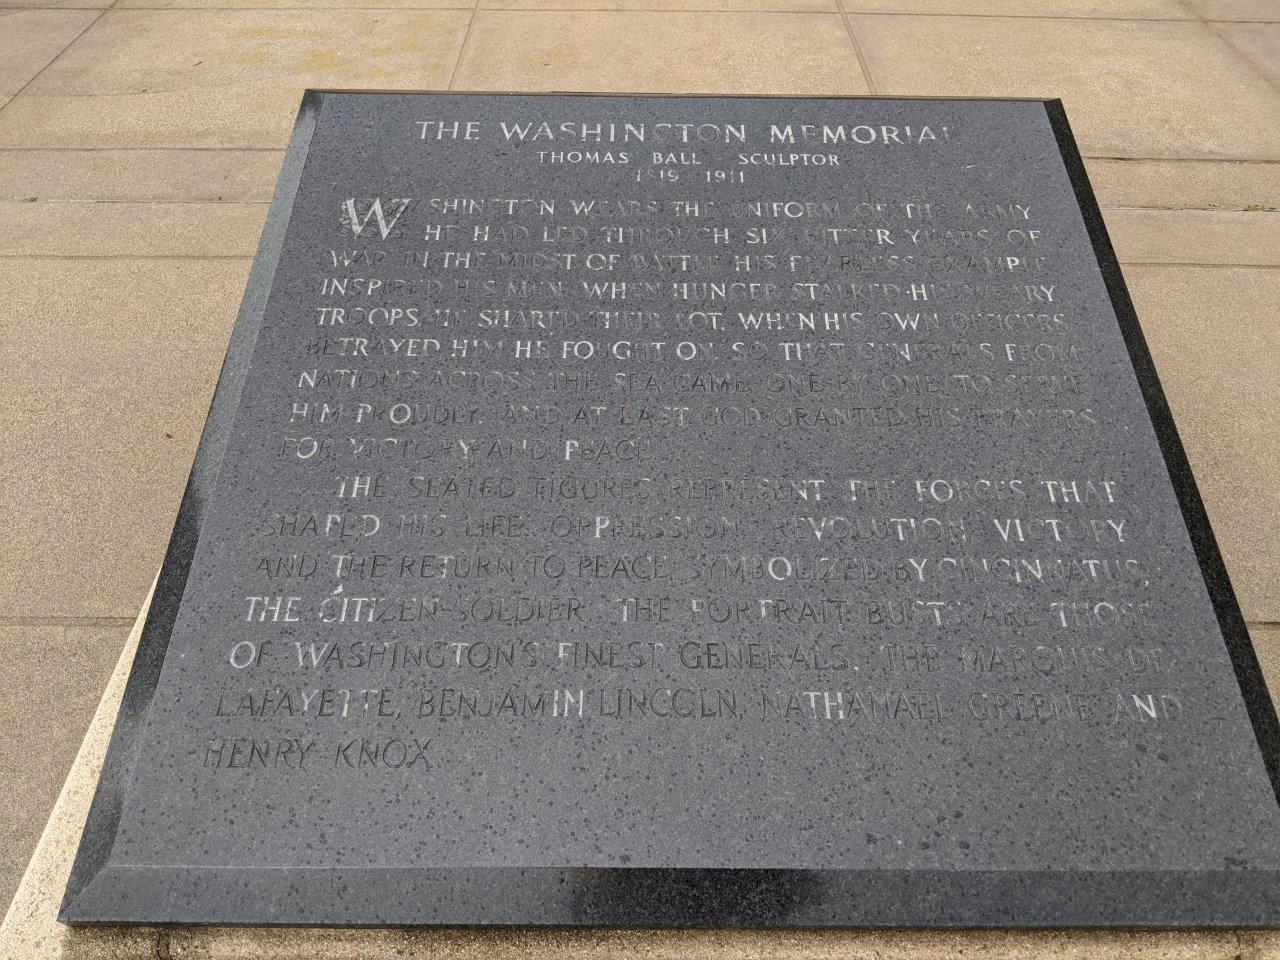 THE WASHINGTON MEMORIAL
THOMAS BALL SCULPTOR
1819 1911
WSHINGTON WEARS THE UNIFORM OF THE ARMY
HE HAD LED THROUGH SIX BITTER YEARS OF
WAR IN THE MIDST OF BATTLE HIS FEARLESS EXAMPLE
INSPIRED HIS MEN. WHEN HUNGER STALKED HIS WEARY
TROOPS, HE SHARED THEIR LOT. WHEN HIS OWN OFFICERS
BETRAYED HIM HE FOUGHT ON. SO THAT GENERALS FROM
NATIONS ACROSS THE SEA CAME ONE BY ONE TO SERVE
HIM PROUDLY. AND AT LAST GOD GRANTED HIS PRAYERS
FOR VICTORY AND PEACE.
THE SEATED FIGURES REPRESENT THE FORCES THAT
SHAPED HIS LIFE: OPPRESSION, REVOLUTION, VICTORY
AND THE RETURN TO PEACE, SYMBOLIZED BY CINCINNATUS,
THE CITIZEN-SOLDIER. THE PORTRAIT BUSTS ARE THOSE
OF WASHINGTON'S FINEST GENERALS, THE MARQUIS DE
LAFAYETTE, BENJAMIN LINCOLN, NATHANAEL GREENE AND
HENRY KNOX